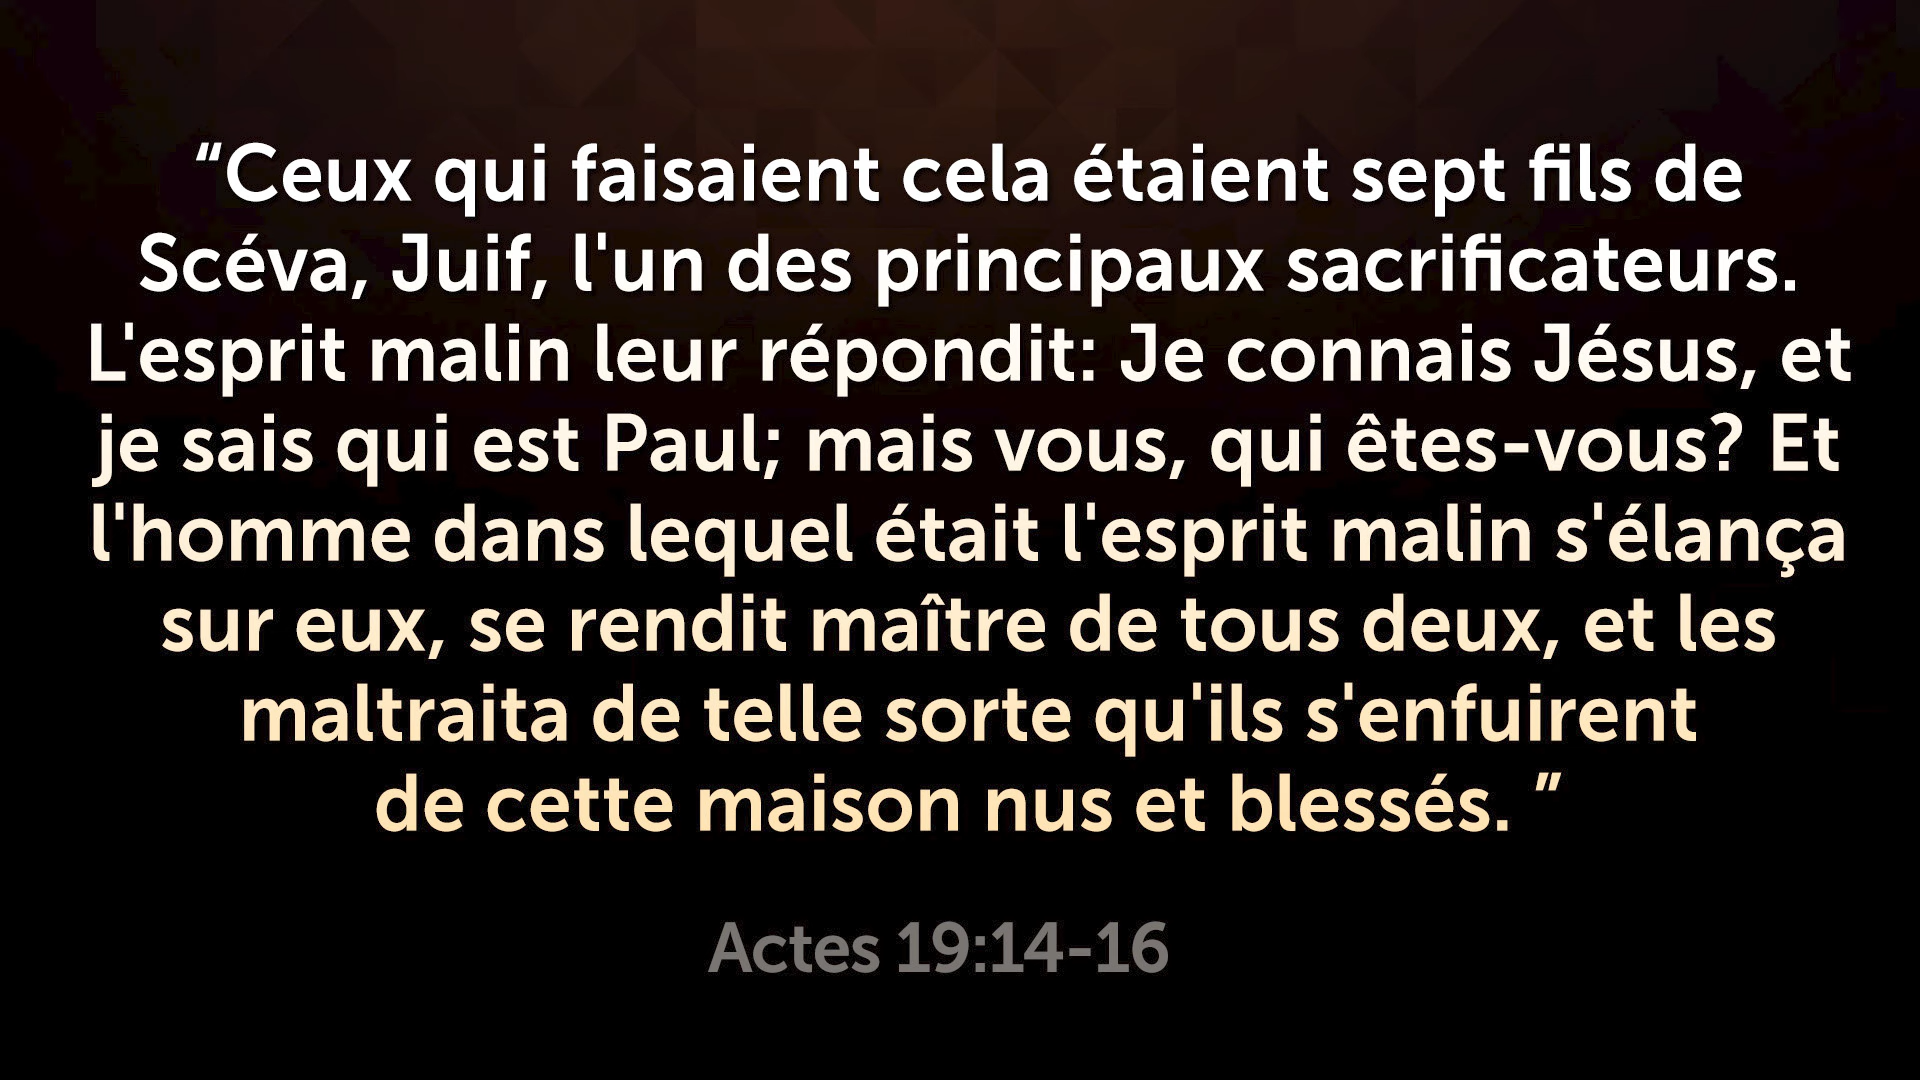 “Ceux qui faisaient cela étaient sept fils de
Scéva, Juif, l'un des principaux sacrificateurs.
L'esprit malin leur répondit: Je connais Jésus, et
je sais qui est Paul; mais vous, qui êtes-vous? Et
l'homme dans lequel était l'esprit malin s'élança
sur eux, se rendit maître de tous deux, et les
maltraita de telle sorte qu'ils s'enfuirent
de cette maison nus et blessés. ”
Actes 19:14-16